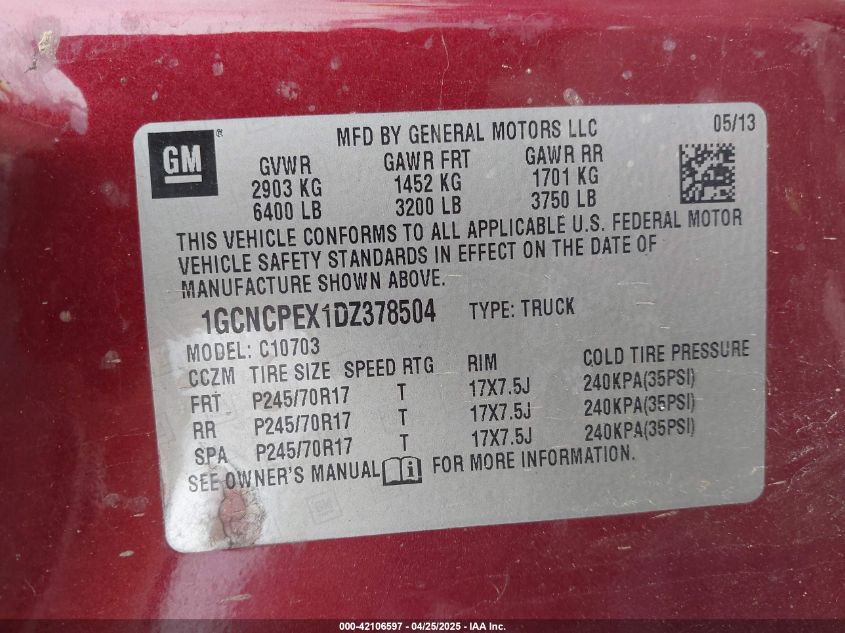 GM
®
MFD BY GENERAL MOTORS LLC
05/13
GVWR GAWR FRT GAWR RR
2903 KG 1452 KG 1701 KG
6400 LB 3200 LB 3750 LB
THIS VEHICLE CONFORMS TO ALL APPLICABLE U.S. FEDERAL MOTOR
VEHICLE SAFETY STANDARDS IN EFFECT ON THE DATE OF
MANUFACTURE SHOWN ABOVE.
1GCNCPEX1DZ378504 TYPE: TRUCK
MODEL: C10703
CCZM TIRE SIZE SPEED RTG RIM COLD TIRE PRESSURE
FRT P245/70R17 T 17X7.5J 240KPA(35PSI)
RR P245/70R17 T 17X7.5J 240KPA(35PSI)
SPA P245/70R17 T 17X7.5J 240KPA(35PSI)
SEE OWNER'S MANUAL i FOR MORE INFORMATION.
GM
000-42106597 - 04/25/2025 - IAA Inc.